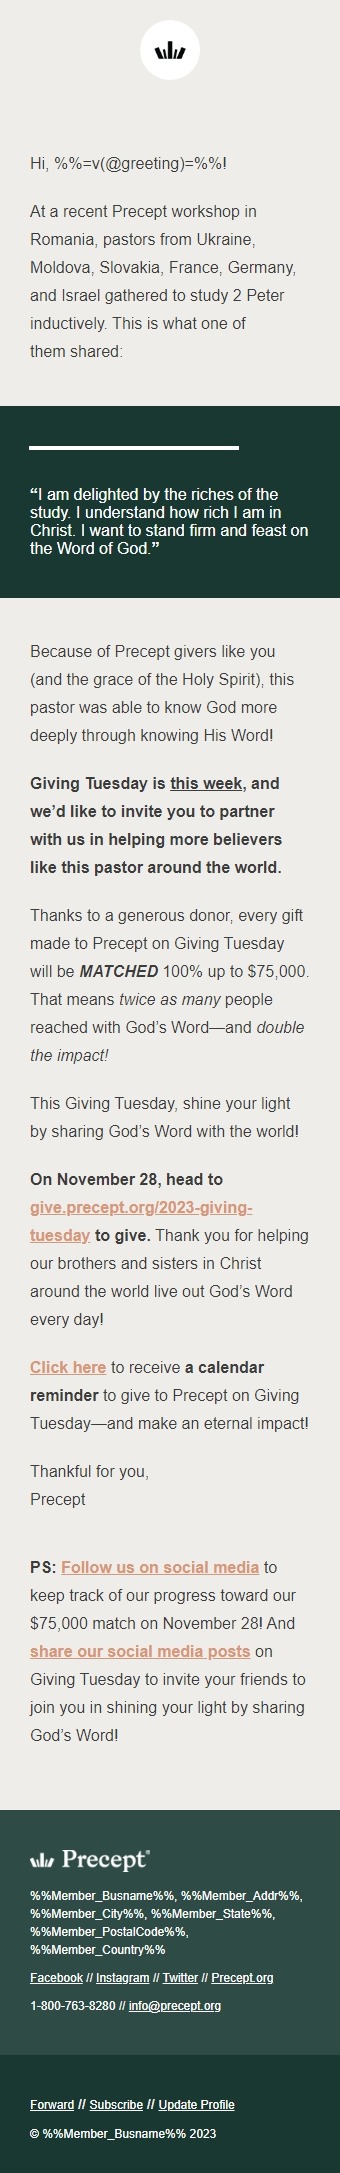 Hi, %%=v(@greeting)=%%!
At a recent Precept workshop in
Romania, pastors from Ukraine,
Moldova, Slovakia, France, Germany,
and Israel gathered to study 2 Peter
inductively. This is what one of
them shared:
“I am delighted by the riches of the
study. I understand how rich I am in
Christ. I want to stand firm and feast on
the Word of God.”
Because of Precept givers like you
(and the grace of the Holy Spirit), this
pastor was able to know God more
deeply through knowing His Word!
Giving Tuesday is this week, and
we’d like to invite you to partner
with us in helping more believers
like this pastor around the world.
Thanks to a generous donor, every gift
made to Precept on Giving Tuesday
will be MATCHED 100% up to $75,000.
That means twice as many people
reached with God’s Word—and double
the impact!
This Giving Tuesday, shine your light
by sharing God’s Word with the world!
On November 28, head to
give.precept.org/2023-giving-
tuesday to give. Thank you for helping
our brothers and sisters in Christ
around the world live out God’s Word
every day!
Click here to receive a calendar
reminder to give to Precept on Giving
Tuesday—and make an eternal impact!
Thankful for you,
Precept
PS: Follow us on social media to
keep track of our progress toward our
$75,000 match on November 28! And
share our social media posts on
Giving Tuesday to invite your friends to
join you in shining your light by sharing
God’s Word!
Precept®
%%Member_Busname%%, %%Member_Addr%%,
%%Member_City%%, %%Member_State%%,
%%Member_PostalCode%%,
%%Member_Country%%
Facebook // Instagram // Twitter // Precept.org
1-800-763-8280 // info@precept.org
Forward // Subscribe // Update Profile
© %%Member_Busname%% 2023